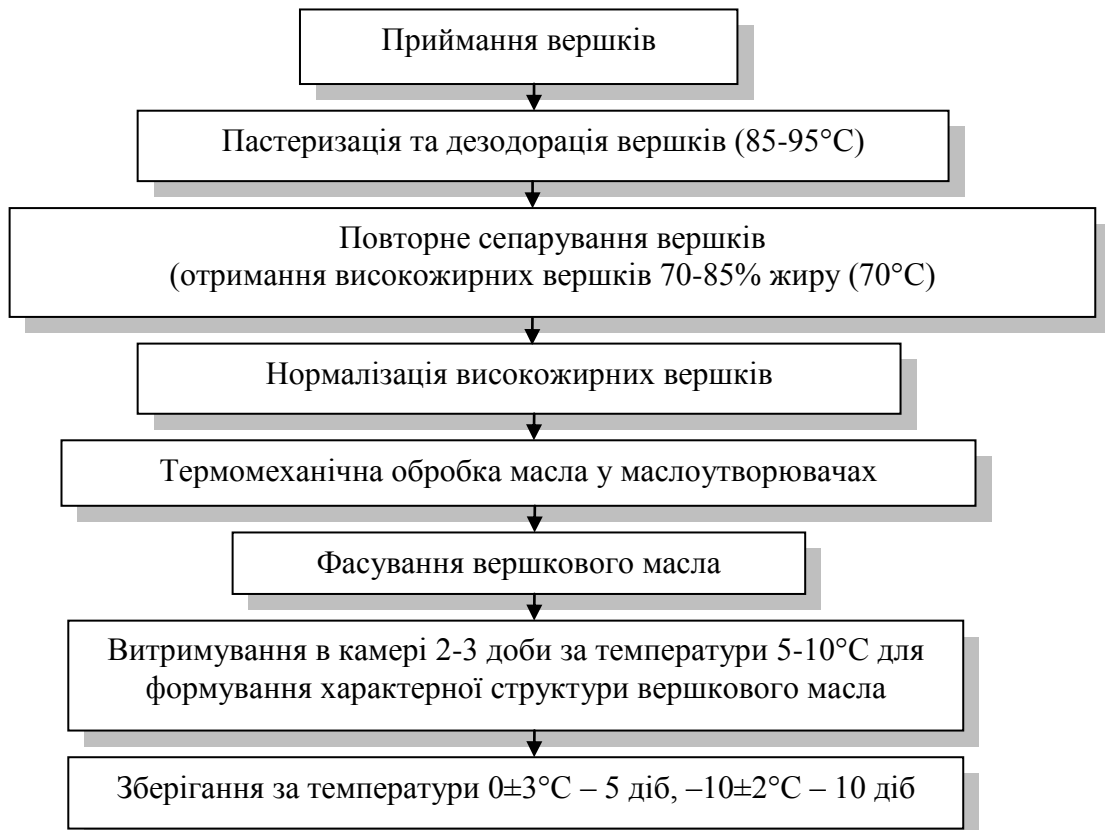 Приймання вершків
Пастеризація та дезодорація вершків (85-95°С)
Повторне сепарування вершків
(отримання високожирних вершків 70-85% жиру (70°С)
Нормалізація високожирних вершків
Термомеханічна обробка масла у маслоутворювачах
Фасування вершкового масла
Витримування в камері 2-3 доби за температури 5-10°С для
формування характерної структури вершкового масла
Зберігання за температури 0±3°С – 5 діб, –10±2°С – 10 діб